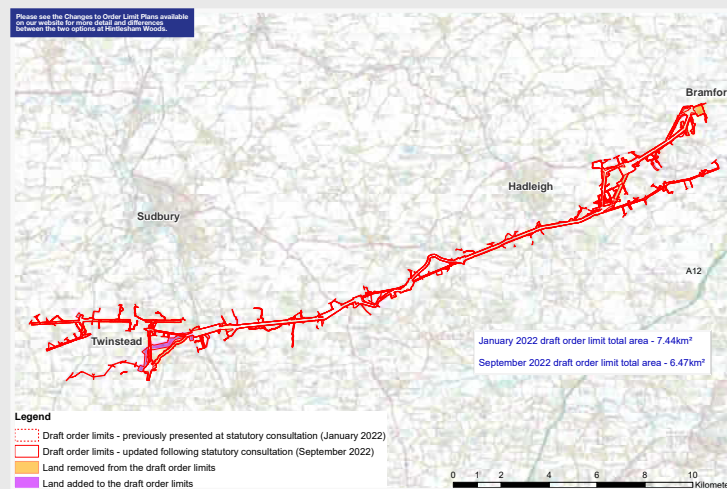 Please see the Changes to Order Limit Plans available
on our website for more detail and differences
between the two options at Hintlesham Woods.
Bramfor
Hadleigh
Sudbury
A12
Twinstead
January 2022 draft order limit total area - 7.44km²
September 2022 draft order limit total area - 6.47km²
Legend
Draft order limits - previously presented at statutory consultation (January 2022)
Draft order limits - updated following statutory consultation (September 2022)
Land removed from the draft order limits
Land added to the draft order limits
0 1 2 4 6 8 10
Kilomete